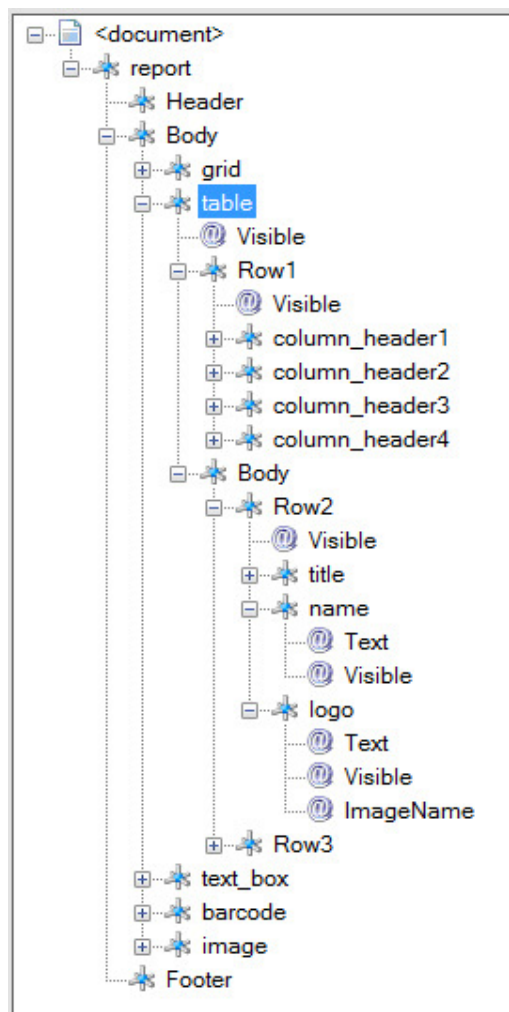 <document>
report
Header
Body
grid
table
Visible
Row1
Visible
column_header1
column_header2
column_header3
column_header4
Body
Row2
Visible
title
name
Text
Visible
logo
Text
Visible
ImageName
Row3
text_box
barcode
image
Footer